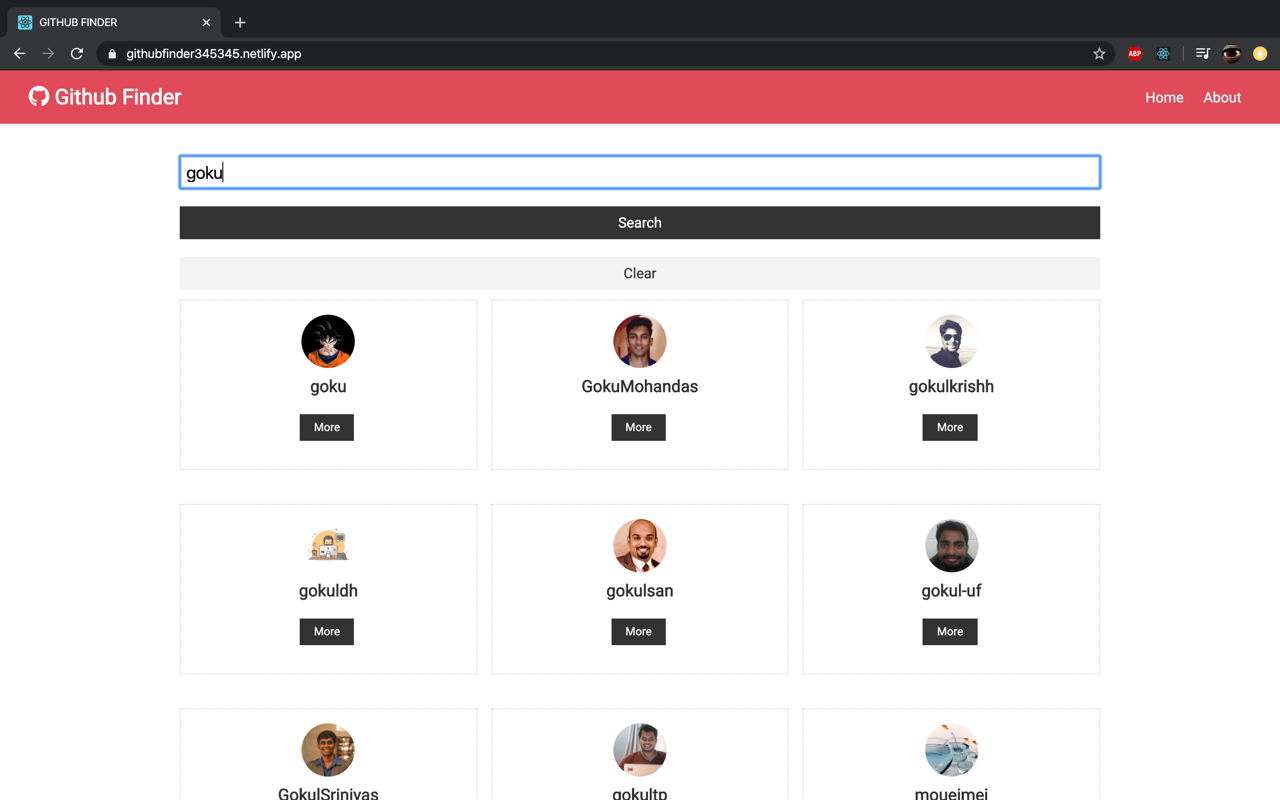 GITHUB FINDER
githubfinder345345.netlify.app
ABP
Github Finder
Home About
goku
Search
Clear
goku GokuMohandas gokulkrishh
More More More
gokuldh gokulsan gokul-uf
More More More
GokulSrinivas gokultp moueimei